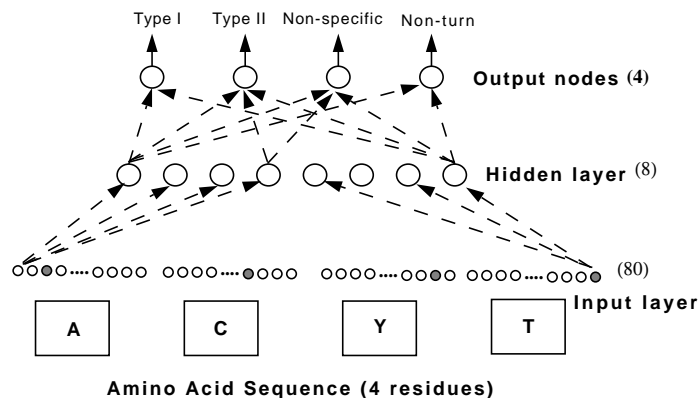 Type I Type II Non-specific Non-turn
Output nodes (4)
Hidden layer (8)
(80)
Input layer
A C Y T
Amino Acid Sequence (4 residues)